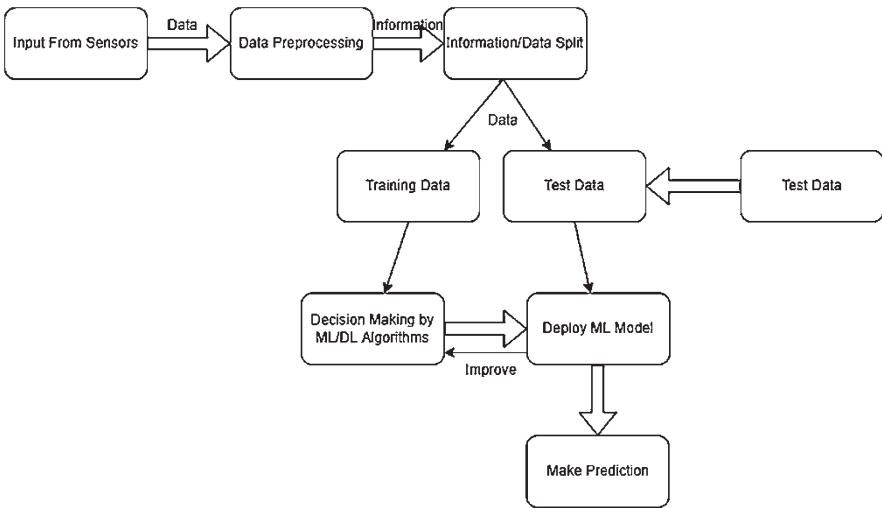 Data
Information
Input From Sensors
Data Preprocessing
Information/Data Split
Data
Training Data
Test Data
Test Data
Decision Making by
ML/DL Algorithms
Deploy ML Model
Improve
Make Prediction